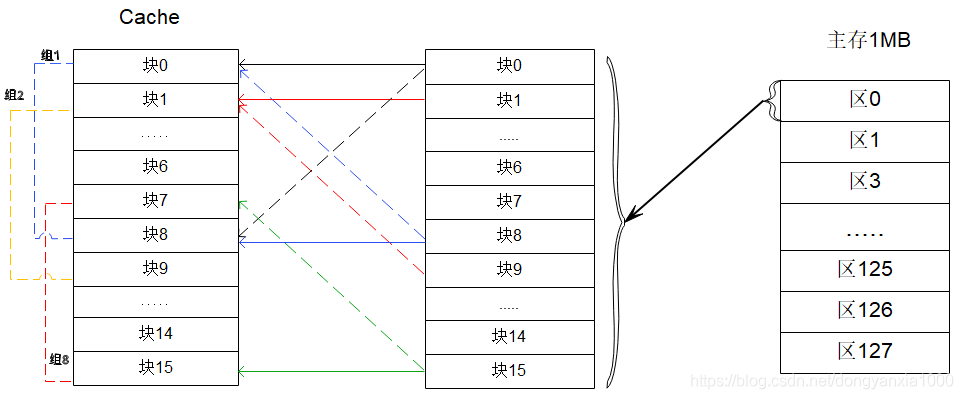 Cache
组1
组2
组8
块0
块1
.....
块6
块7
块8
块9
.....
块14
块15
块0
块1
.....
块6
块7
块8
块9
.....
块14
块15
主存1MB
区0
区1
区3
.....
区125
区126
区127
https://blog.csdn.net/dongyanxia1000